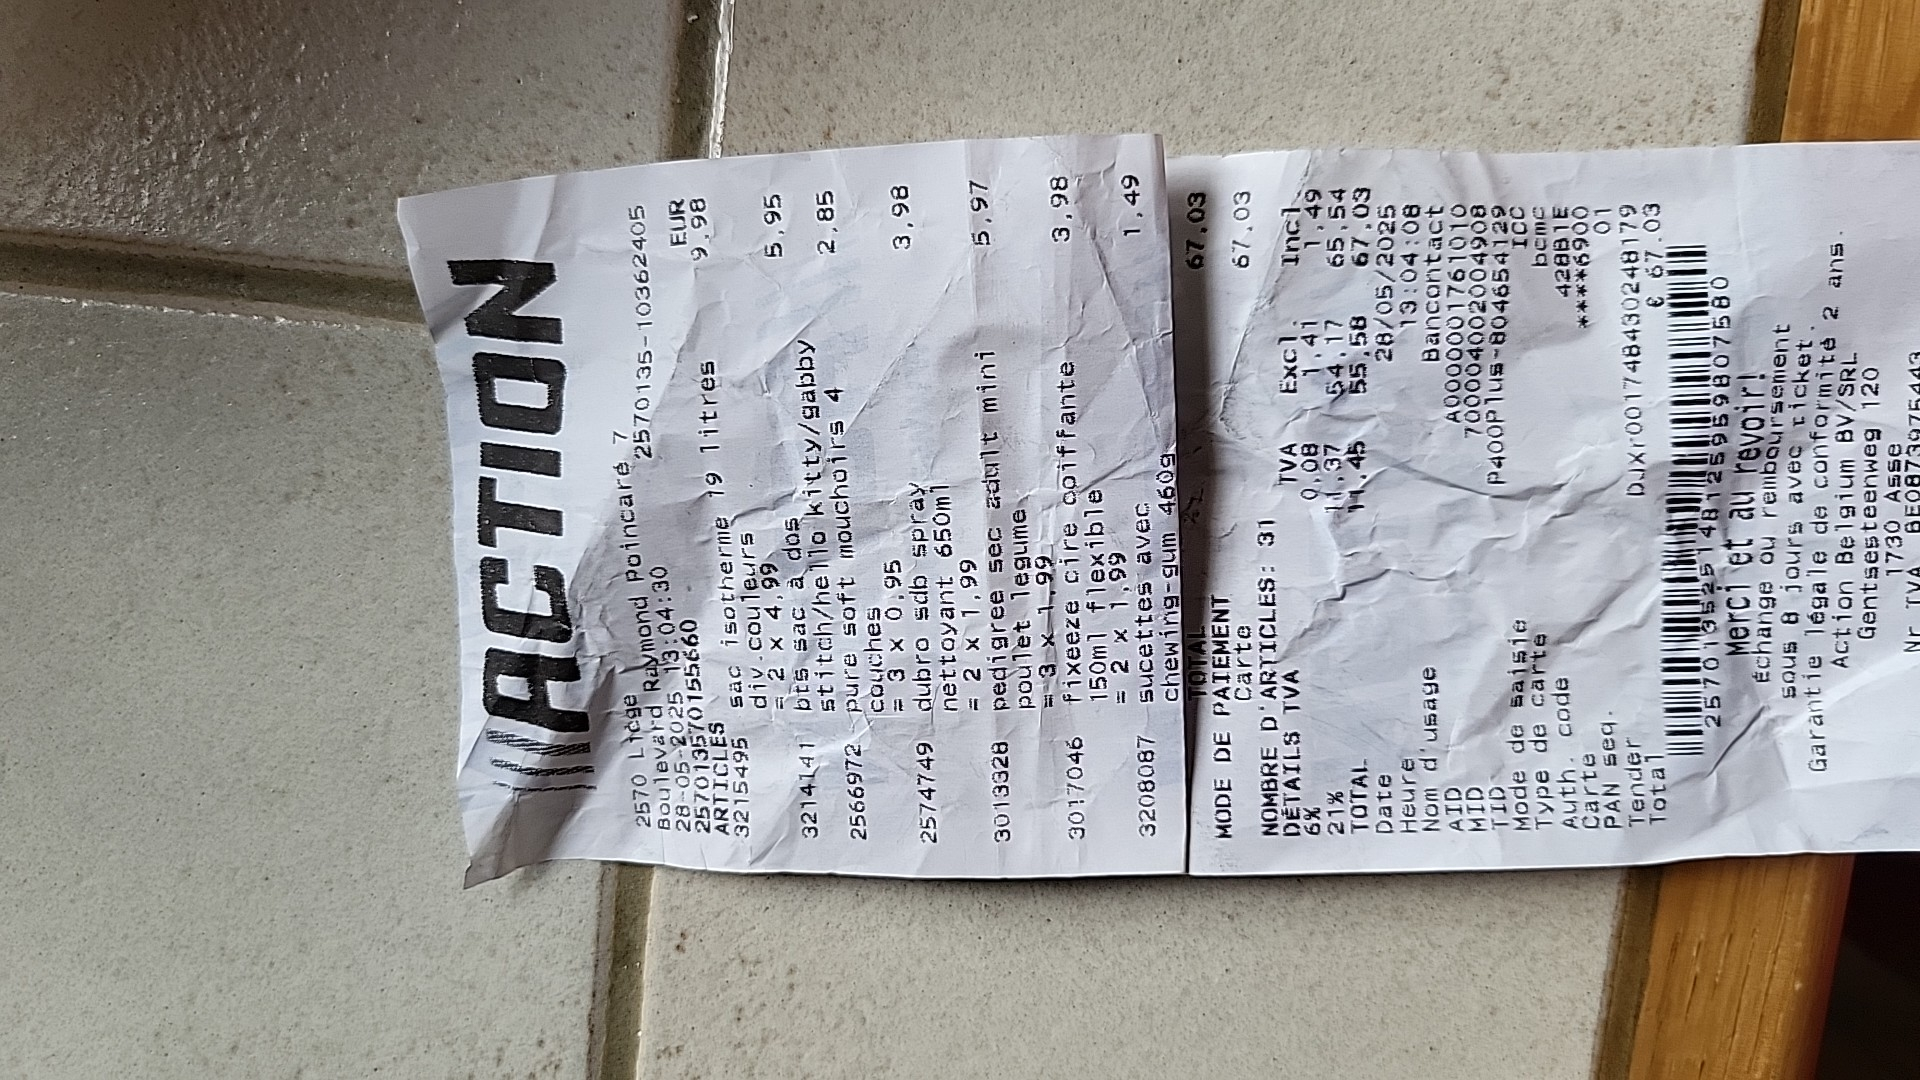 ACTION
2570 Liège
Boulevard Raymond Poincaré 7
28-05-2025 13:04:30 2570135-10362405
2570135701555660
ARTICLES EUR
3215495 sac isotherme 19 litres 9,98
div.couleurs
= 2 x 4,99
3214141 bts sac à dos 5,95
stitch/hello kitty/gabby
2566972 pure soft mouchoirs 4 2,85
couches
= 3 x 0,95
2574749 dubro sdb spray 3,98
nettoyant 650ml
= 2 x 1,99
3013328 pedigree sec adult mini 5,97
poulet legume
= 3 x 1,99
3017046 fixeeze cire coiffante 3,98
150ml flexible
= 2 x 1,99
3208087 sucettes avec 1,49
chewing-gum 460g
TOTAL 67,03
MODE DE PAIEMENT
Carte 67,03
NOMBRE D'ARTICLES: 31
DÉTAILS TVA TVA Excl. Incl.
6% 0,08 1,41 1,49
21% 11,37 54,17 65,54
TOTAL 11,45 55,58 67,03
Date 28/05/2025
Heure 13:04:08
Nom d'usage Bancontact
AID A0000001761010
MID 700004002004908
TID P400Plus-804654129
Mode de saisie ICC
Type de carte bcmc
Auth. code 428B1E
Carte ****6900
PAN seq. 01
Tender DJxr001748430248179
Total € 67.03
2570135251481259598075​80
Merci et au revoir!
Échange ou remboursement
sous 8 jours avec ticket.
Garantie légale de conformité 2 ans.
Action Belgium BV/SRL
Gentsesteenweg 120
1730 Asse
Nr TVA BE0873975443